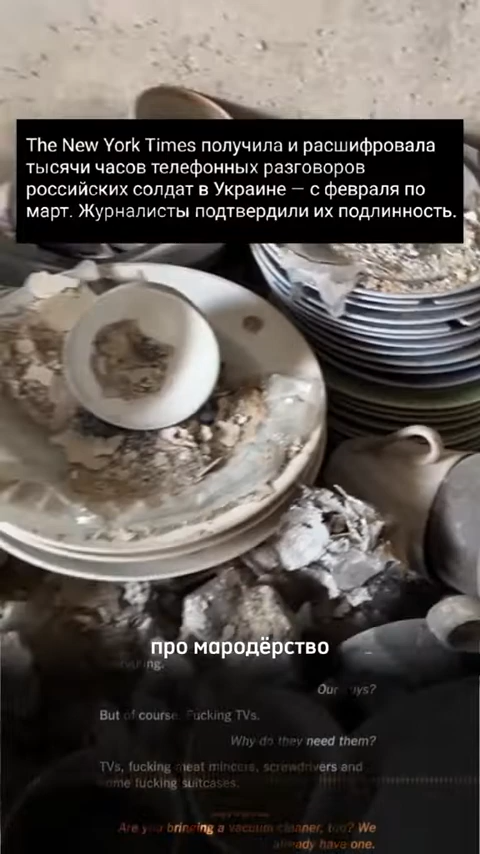 The New York Times получила и расшифровала
тысячи часов телефонных разговоров
российских солдат в Украине — с февраля по
март. Журналисты подтвердили их подлинность.
про мародёрство
Our guys?
But of course. Fucking TVs.
Why do they need them?
TVs, fucking meat mincers, screwdrivers and
some fucking suitcases.
Are you bringing a vacuum cleaner, too? We
already have one.